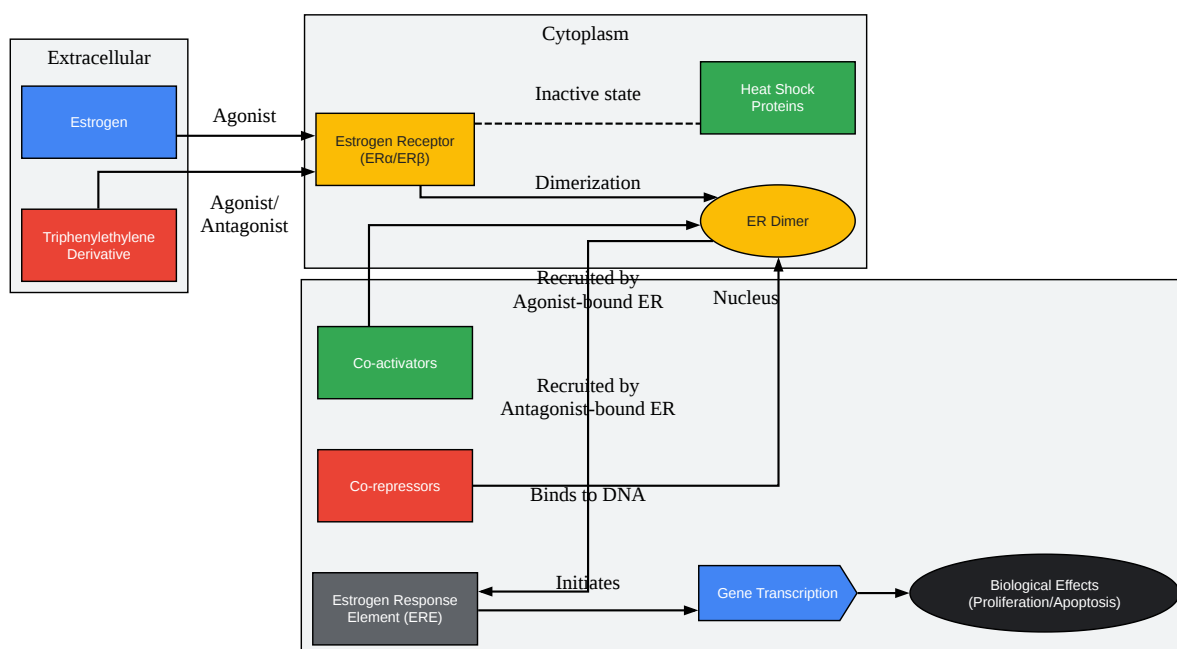 Cytoplasm
Extracellular
Estrogen
Agonist
Inactive state
Heat Shock
Proteins
Estrogen Receptor
(ERα/ERβ)
Triphenylethylene
Derivative
Agonist/
Antagonist
Dimerization
ER Dimer
Recruited by
Agonist-bound ER
Nucleus
Co-activators
Recruited by
Antagonist-bound ER
Co-repressors
Binds to DNA
Estrogen Response
Element (ERE)
Initiates
Gene Transcription
Biological Effects
(Proliferation/Apoptosis)